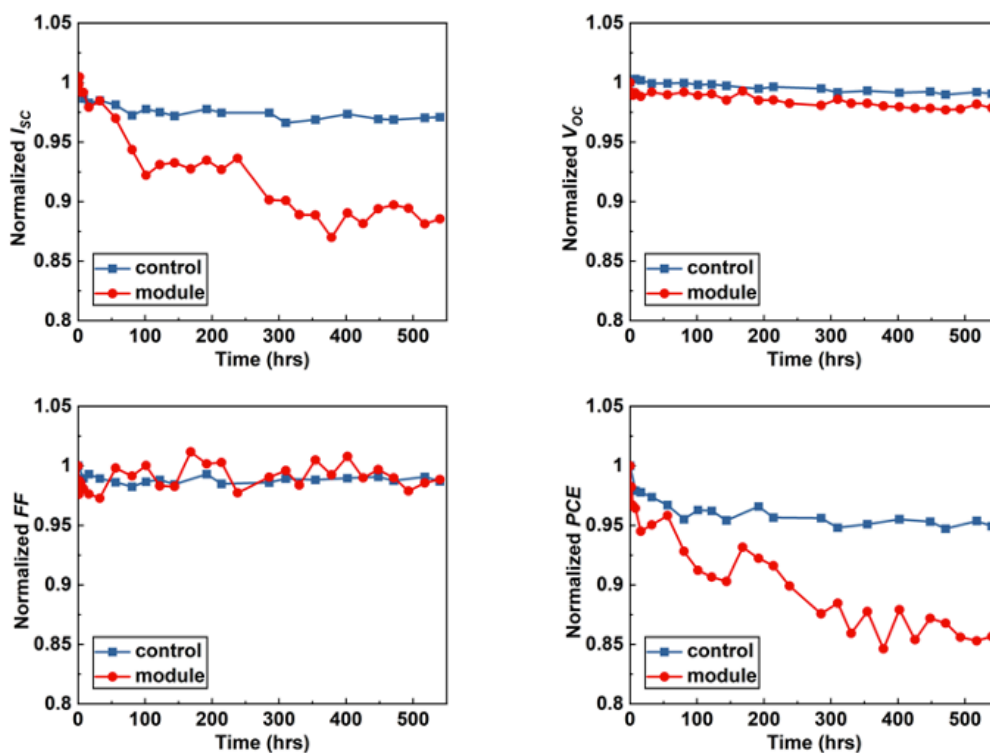 1.05
1
0.95
0.9
0.85
0.8
Normalized I_SC
control
module
0 100 200 300 400 500
Time (hrs)
1.05
1
0.95
0.9
0.85
0.8
Normalized V_OC
control
module
0 100 200 300 400 500
Time (hrs)
1.05
1
0.95
0.9
0.85
0.8
Normalized FF
control
module
0 100 200 300 400 500
Time (hrs)
1.05
1
0.95
0.9
0.85
0.8
Normalized PCE
control
module
0 100 200 300 400 500
Time (hrs)